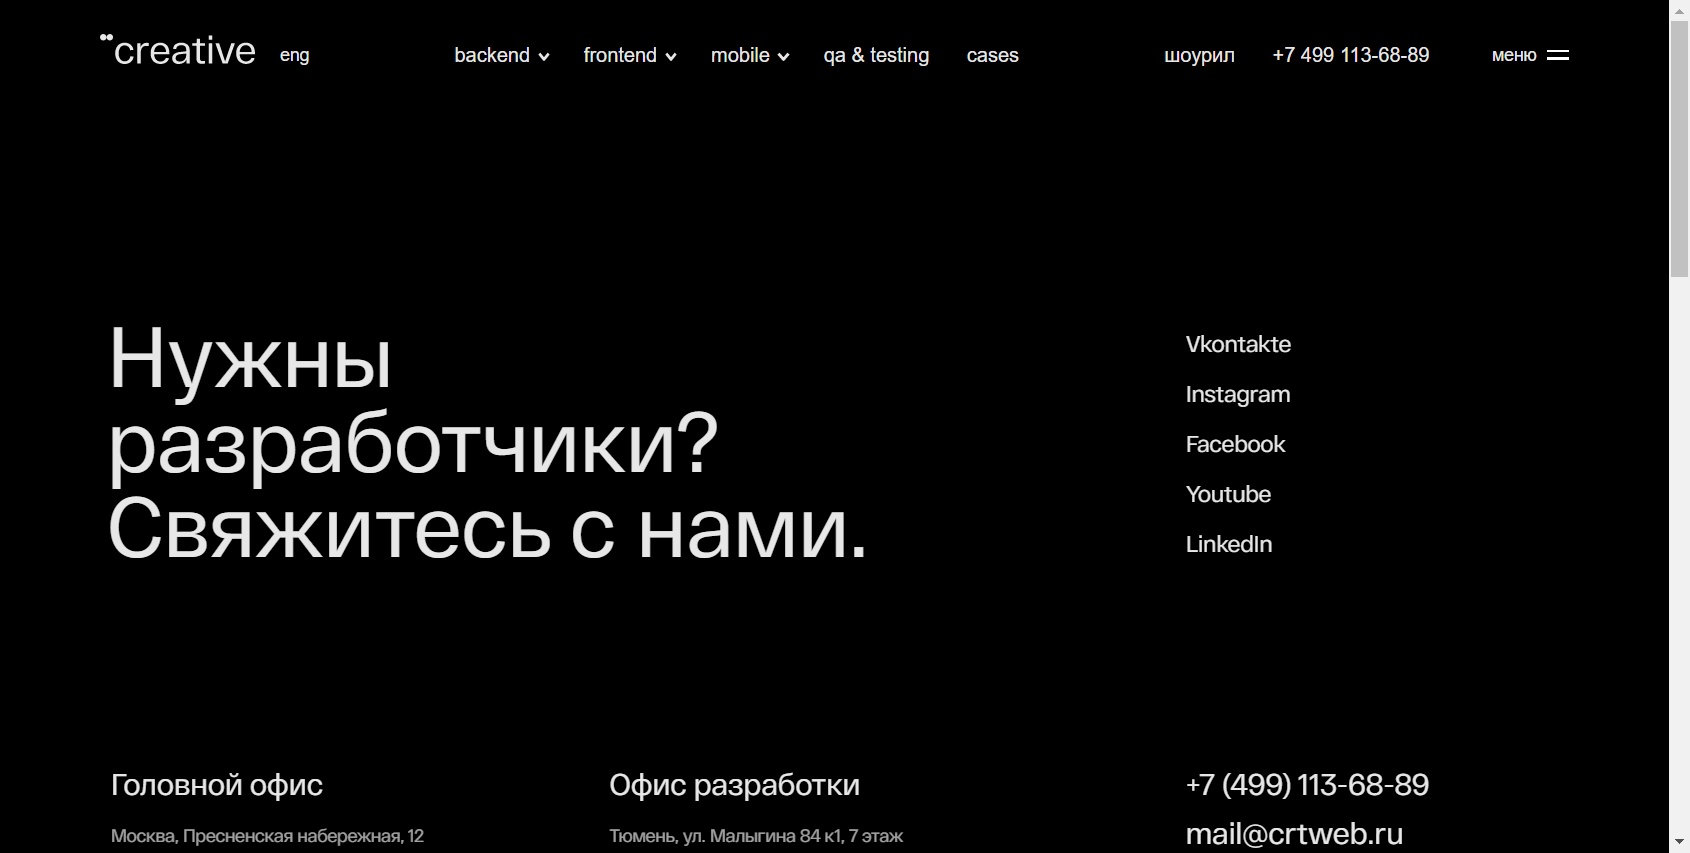 creative
eng
backend
frontend
mobile
qa & testing
cases
шоурил
+7 499 113-68-89
меню
Нужны
разработчики?
Свяжитесь с нами.
Vkontakte
Instagram
Facebook
Youtube
LinkedIn
Головной офис
Москва, Пресненская набережная, 12
Офис разработки
Тюмень, ул. Малыгина 84 к1, 7 этаж
+7 (499) 113-68-89
mail@crtweb.ru